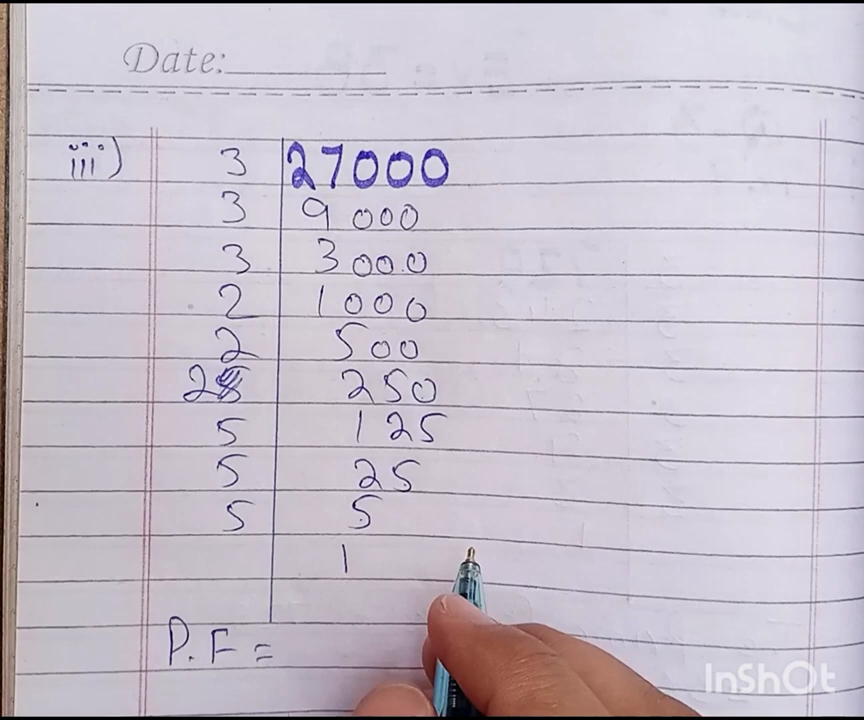 Date:
iii) 3 27000
3 9000
3 3000
2 1000
2 500
2 250
5 125
5 25
5 5
1
P.F =
InShOt